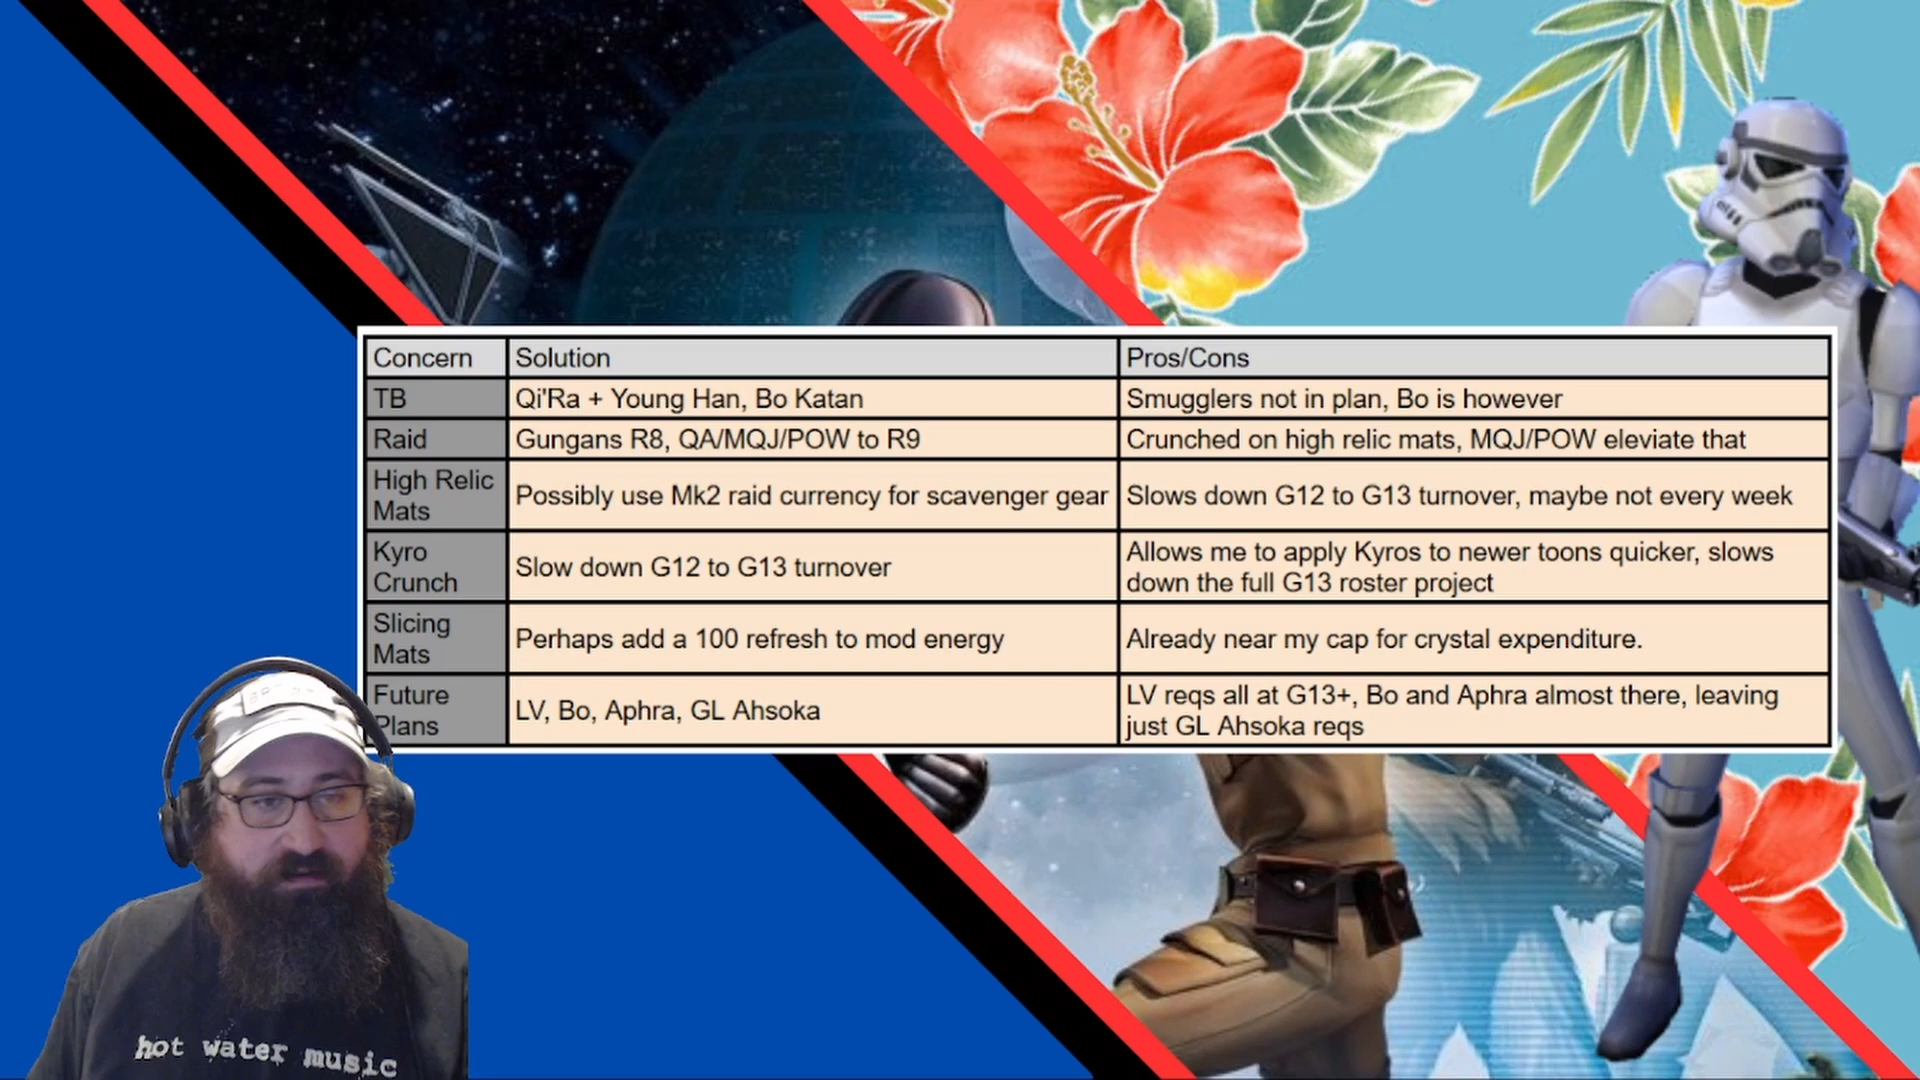 Concern Solution Pros/Cons
TB Qi'Ra + Young Han, Bo Katan Smugglers not in plan, Bo is however
Raid Gungans R8, QA/MQJ/POW to R9 Crunched on high relic mats, MQJ/POW eleviate that
High Relic
Mats
Possibly use Mk2 raid currency for scavenger gear
Slows down G12 to G13 turnover, maybe not every week
Kyro
Crunch
Slow down G12 to G13 turnover
Allows me to apply Kyros to newer toons quicker, slows
down the full G13 roster project
Slicing
Mats
Perhaps add a 100 refresh to mod energy
Already near my cap for crystal expenditure.
Future
Plans
LV, Bo, Aphra, GL Ahsoka
LV reqs all at G13+, Bo and Aphra almost there, leaving
just GL Ahsoka reqs
hot water music